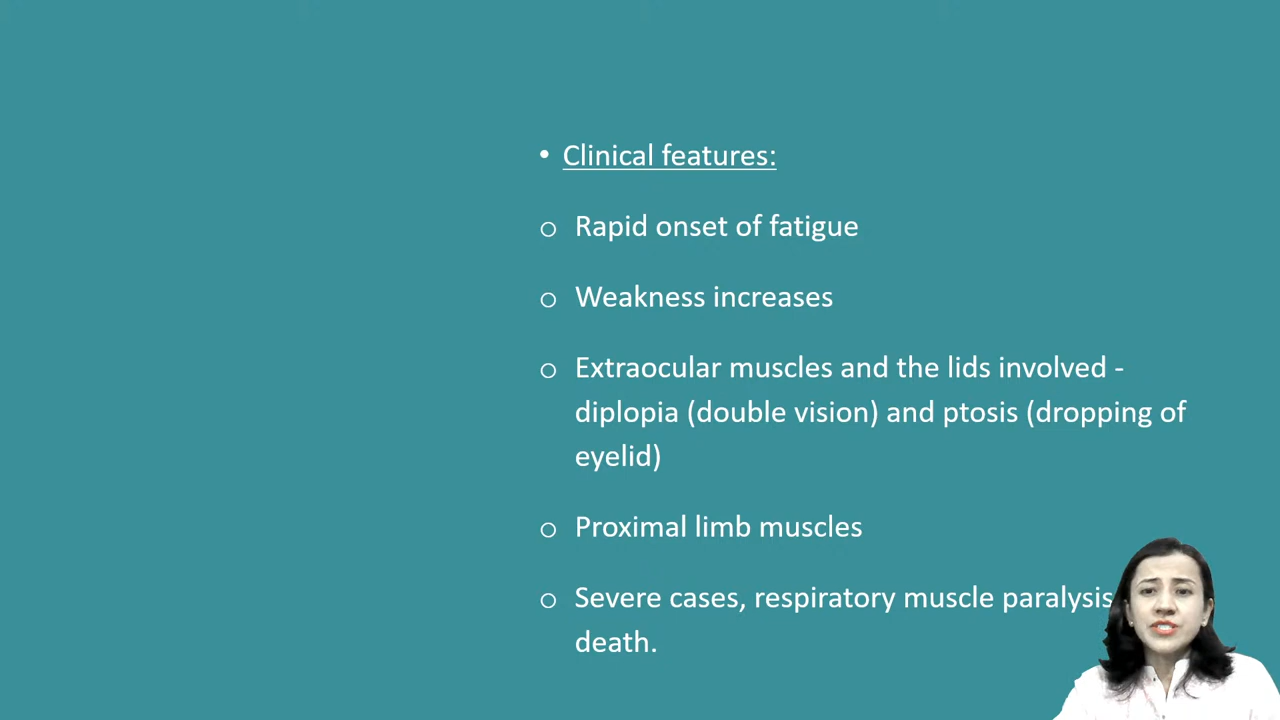 • Clinical features:
o Rapid onset of fatigue
o Weakness increases
o Extraocular muscles and the lids involved -
diplopia (double vision) and ptosis (dropping of
eyelid)
o Proximal limb muscles
o Severe cases, respiratory muscle paralysis
death.